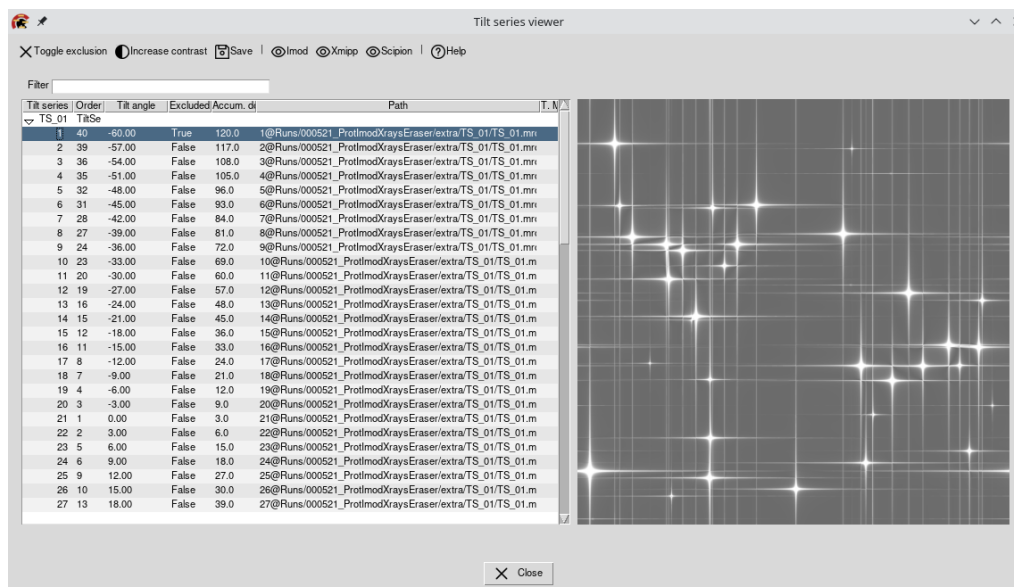 Tilt series viewer
Toggle exclusion Increase contrast Save | Imod Xmipp Scipion | Help
Filter
Tilt series Order Tilt angle Excluded Accum. Path T.
TS_01 TiltSe
1 40 -60.00 True 120.0 1@Runs/000521_ProtImodXraysEraser/extra/TS_01/TS_01.mrc
2 39 -57.00 False 117.0 2@Runs/000521_ProtImodXraysEraser/extra/TS_01/TS_01.mrc
3 36 -54.00 False 108.0 3@Runs/000521_ProtImodXraysEraser/extra/TS_01/TS_01.mrc
4 35 -51.00 False 105.0 4@Runs/000521_ProtImodXraysEraser/extra/TS_01/TS_01.mrc
5 32 -48.00 False 96.0 5@Runs/000521_ProtImodXraysEraser/extra/TS_01/TS_01.mrc
6 31 -45.00 False 93.0 6@Runs/000521_ProtImodXraysEraser/extra/TS_01/TS_01.mrc
7 28 -42.00 False 84.0 7@Runs/000521_ProtImodXraysEraser/extra/TS_01/TS_01.mrc
8 27 -39.00 False 81.0 8@Runs/000521_ProtImodXraysEraser/extra/TS_01/TS_01.mrc
9 24 -36.00 False 72.0 9@Runs/000521_ProtImodXraysEraser/extra/TS_01/TS_01.mrc
10 23 -33.00 False 69.0 10@Runs/000521_ProtImodXraysEraser/extra/TS_01/TS_01.m
11 20 -30.00 False 60.0 11@Runs/000521_ProtImodXraysEraser/extra/TS_01/TS_01.m
12 19 -27.00 False 57.0 12@Runs/000521_ProtImodXraysEraser/extra/TS_01/TS_01.m
13 16 -24.00 False 48.0 13@Runs/000521_ProtImodXraysEraser/extra/TS_01/TS_01.m
14 15 -21.00 False 45.0 14@Runs/000521_ProtImodXraysEraser/extra/TS_01/TS_01.m
15 12 -18.00 False 36.0 15@Runs/000521_ProtImodXraysEraser/extra/TS_01/TS_01.m
16 11 -15.00 False 33.0 16@Runs/000521_ProtImodXraysEraser/extra/TS_01/TS_01.m
17 8 -12.00 False 24.0 17@Runs/000521_ProtImodXraysEraser/extra/TS_01/TS_01.m
18 7 -9.00 False 21.0 18@Runs/000521_ProtImodXraysEraser/extra/TS_01/TS_01.m
19 4 -6.00 False 12.0 19@Runs/000521_ProtImodXraysEraser/extra/TS_01/TS_01.m
20 3 -3.00 False 9.0 20@Runs/000521_ProtImodXraysEraser/extra/TS_01/TS_01.m
21 1 0.00 False 3.0 21@Runs/000521_ProtImodXraysEraser/extra/TS_01/TS_01.m
22 2 3.00 False 6.0 22@Runs/000521_ProtImodXraysEraser/extra/TS_01/TS_01.m
23 5 6.00 False 15.0 23@Runs/000521_ProtImodXraysEraser/extra/TS_01/TS_01.m
24 6 9.00 False 18.0 24@Runs/000521_ProtImodXraysEraser/extra/TS_01/TS_01.m
25 9 12.00 False 27.0 25@Runs/000521_ProtImodXraysEraser/extra/TS_01/TS_01.m
26 10 15.00 False 30.0 26@Runs/000521_ProtImodXraysEraser/extra/TS_01/TS_01.m
27 13 18.00 False 39.0 27@Runs/000521_ProtImodXraysEraser/extra/TS_01/TS_01.m
Close